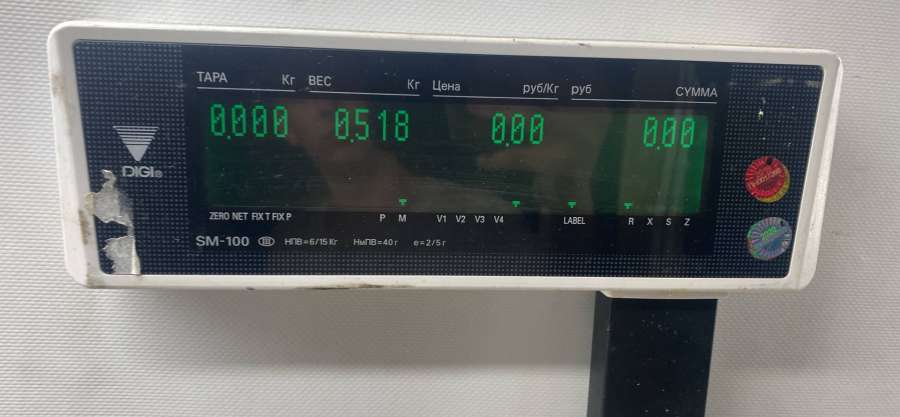 ТАРА Кг ВЕС Кг Цена руб/Кг руб СУММА
0.000 0.518 0.00 0.00
DIGI®
ZERO NET FIX T FIX P P M V1 V2 V3 V4 LABEL R X S Z
SM-100 III НПВ=6/15 Кг НмПВ=40 г e=2/5 г